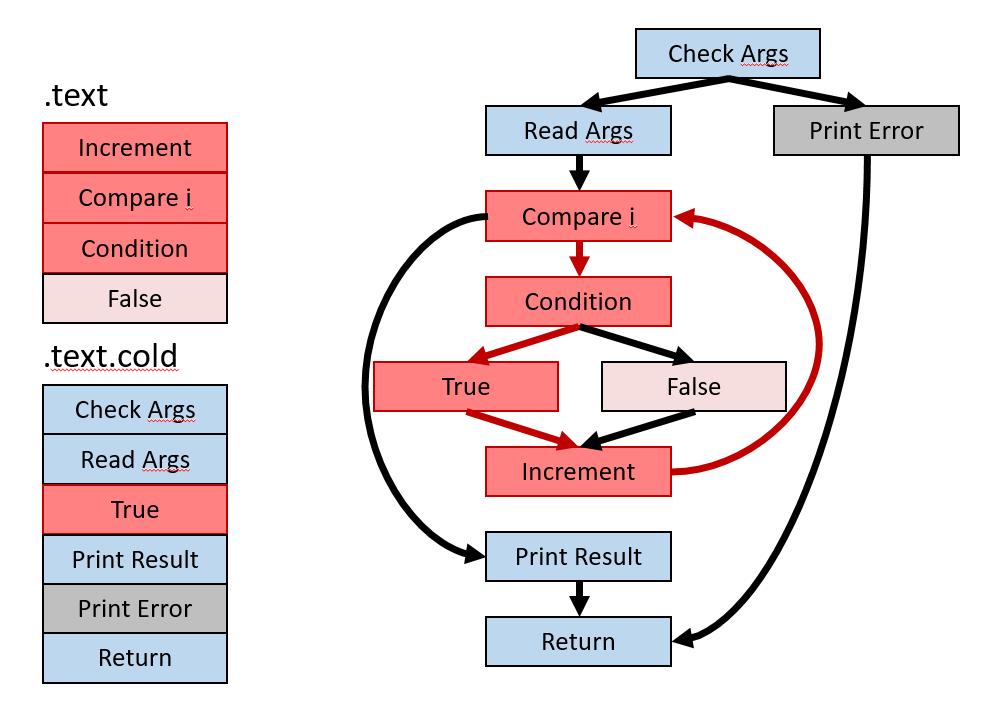 .text
Increment
Compare i
Condition
False
.text.cold
Check Args
Read Args
True
Print Result
Print Error
Return
Check Args
Read Args
Print Error
Compare i
Condition
True
False
Increment
Print Result
Return